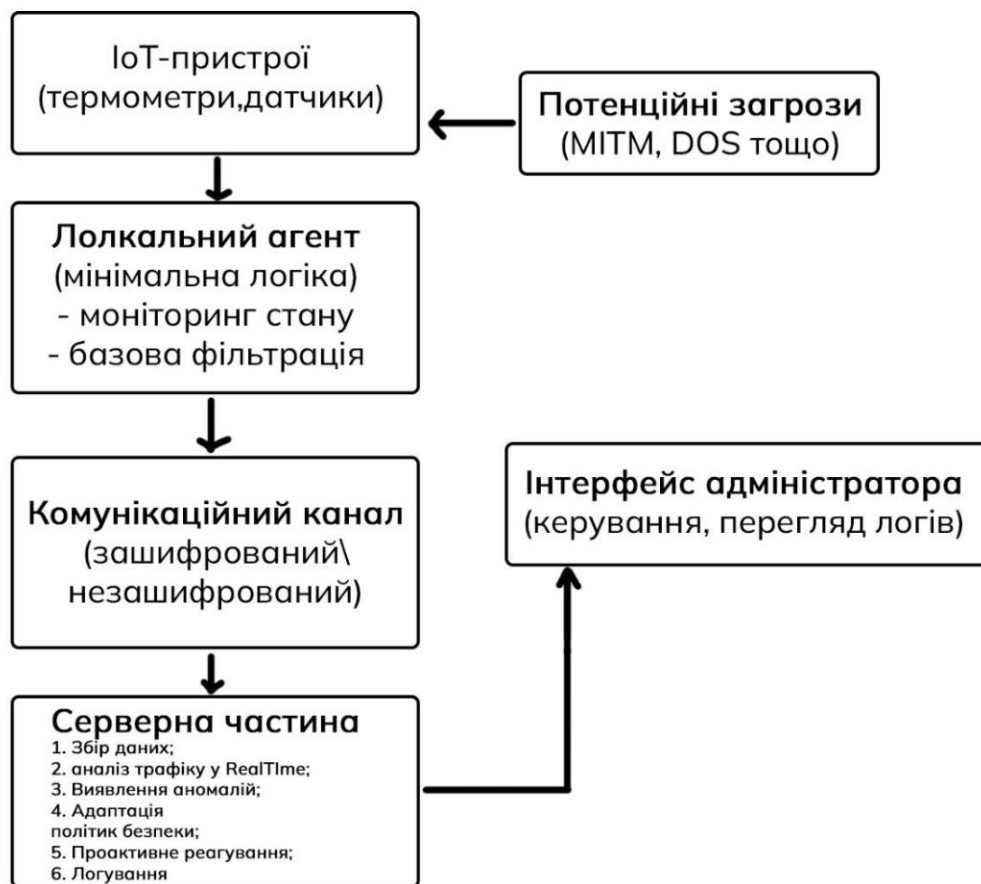 IoT-пристрої
(термометри,датчики)
Потенційні загрози
(MITM, DOS тощо)
Лолкальний агент
(мінімальна логіка)
- моніторинг стану
- базова фільтрація
Комунікаційний канал
(зашифрований\
незашифрований)
Інтерфейс адміністратора
(керування, перегляд логів)
Серверна частина
1. Збір даних;
2. аналіз трафіку у RealTIme;
3. Виявлення аномалій;
4. Адаптація
політик безпеки;
5. Проактивне реагування;
6. Логування